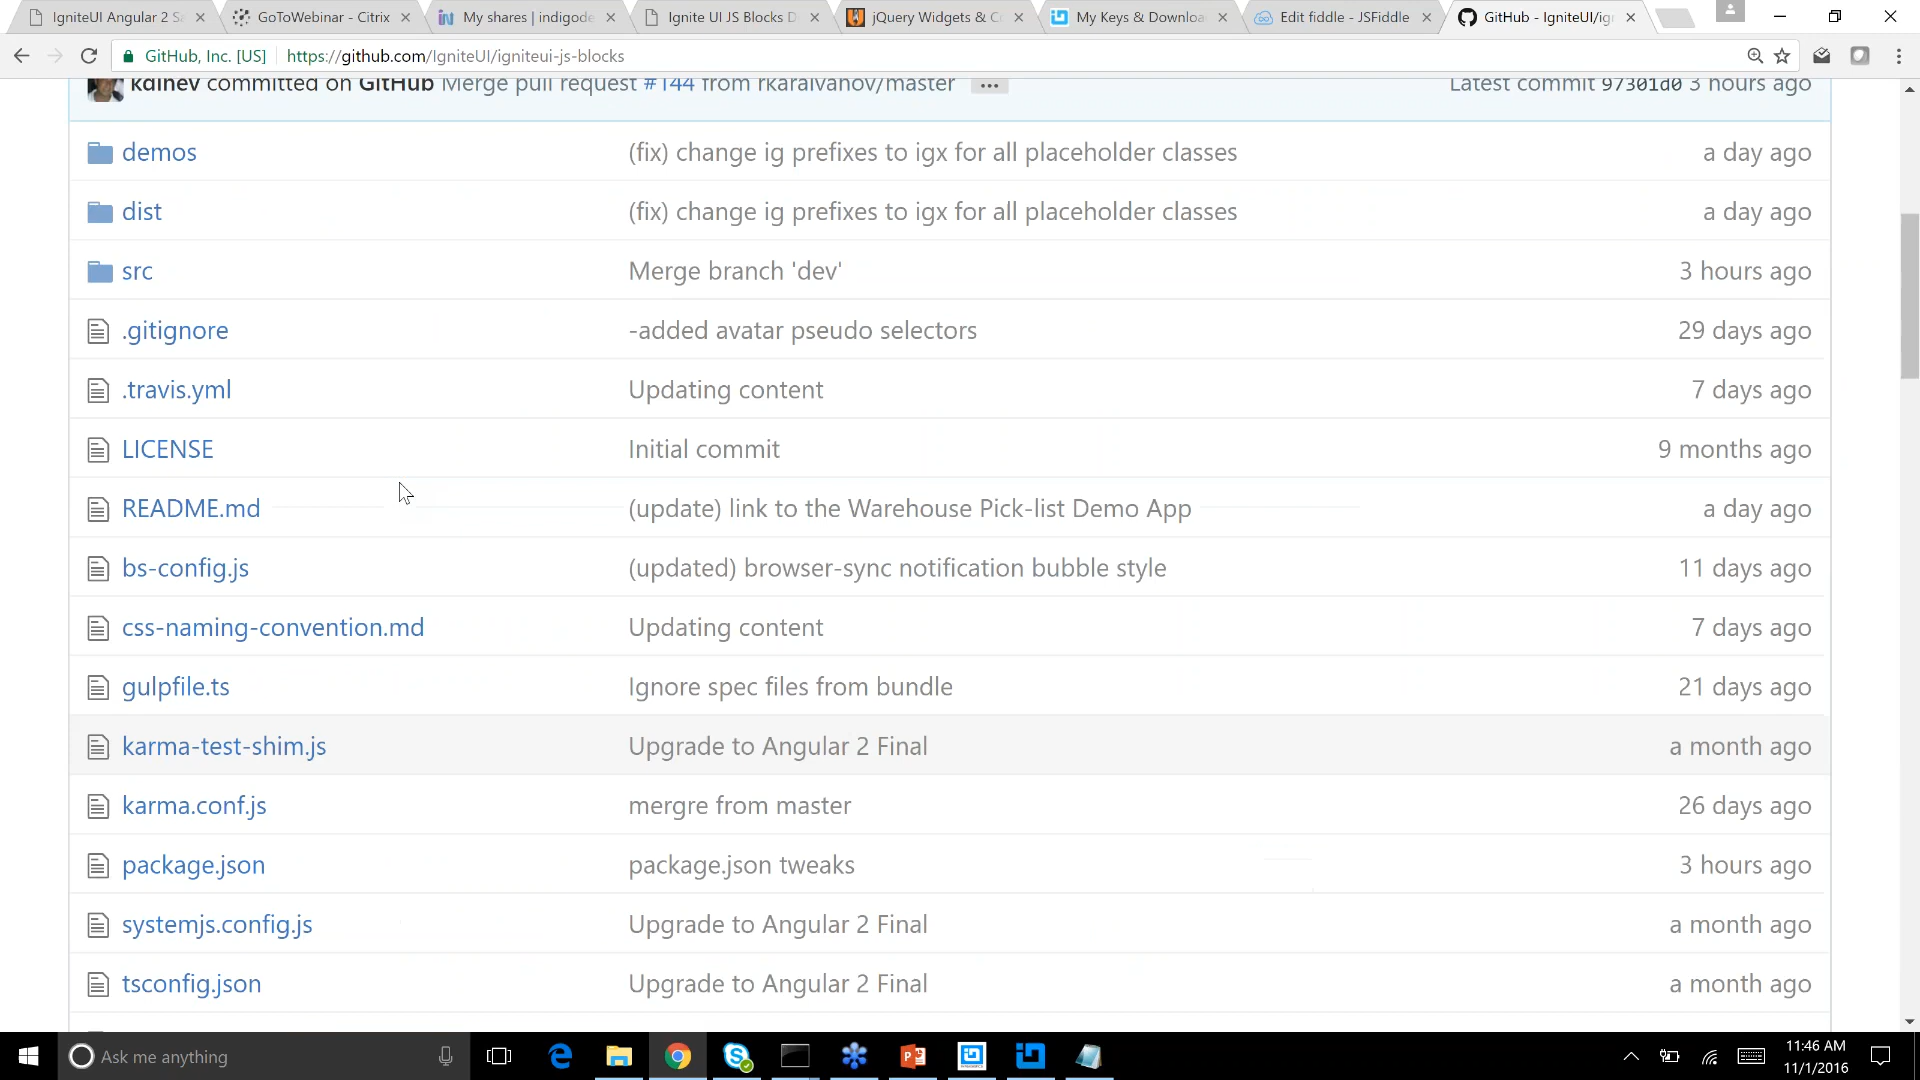 IgniteUI Angular 2 Sa
GoToWebinar - Citrix
My shares | indigode
Ignite UI JS Blocks D
jQuery Widgets & C
My Keys & Downloa
Edit fiddle - JSFiddle
GitHub - IgniteUI/ig
GitHub, Inc. [US] https://github.com/IgniteUI/igniteui-js-blocks
kdinev committed on GitHub Merge pull request #144 from rkaraivanov/master ... Latest commit 97301d0 3 hours ago
demos (fix) change ig prefixes to igx for all placeholder classes a day ago
dist (fix) change ig prefixes to igx for all placeholder classes a day ago
src Merge branch 'dev' 3 hours ago
.gitignore -added avatar pseudo selectors 29 days ago
.travis.yml Updating content 7 days ago
LICENSE Initial commit 9 months ago
README.md (update) link to the Warehouse Pick-list Demo App a day ago
bs-config.js (updated) browser-sync notification bubble style 11 days ago
css-naming-convention.md Updating content 7 days ago
gulpfile.ts Ignore spec files from bundle 21 days ago
karma-test-shim.js Upgrade to Angular 2 Final a month ago
karma.conf.js mergre from master 26 days ago
package.json package.json tweaks 3 hours ago
systemjs.config.js Upgrade to Angular 2 Final a month ago
tsconfig.json Upgrade to Angular 2 Final a month ago
Ask me anything
11:46 AM
11/1/2016